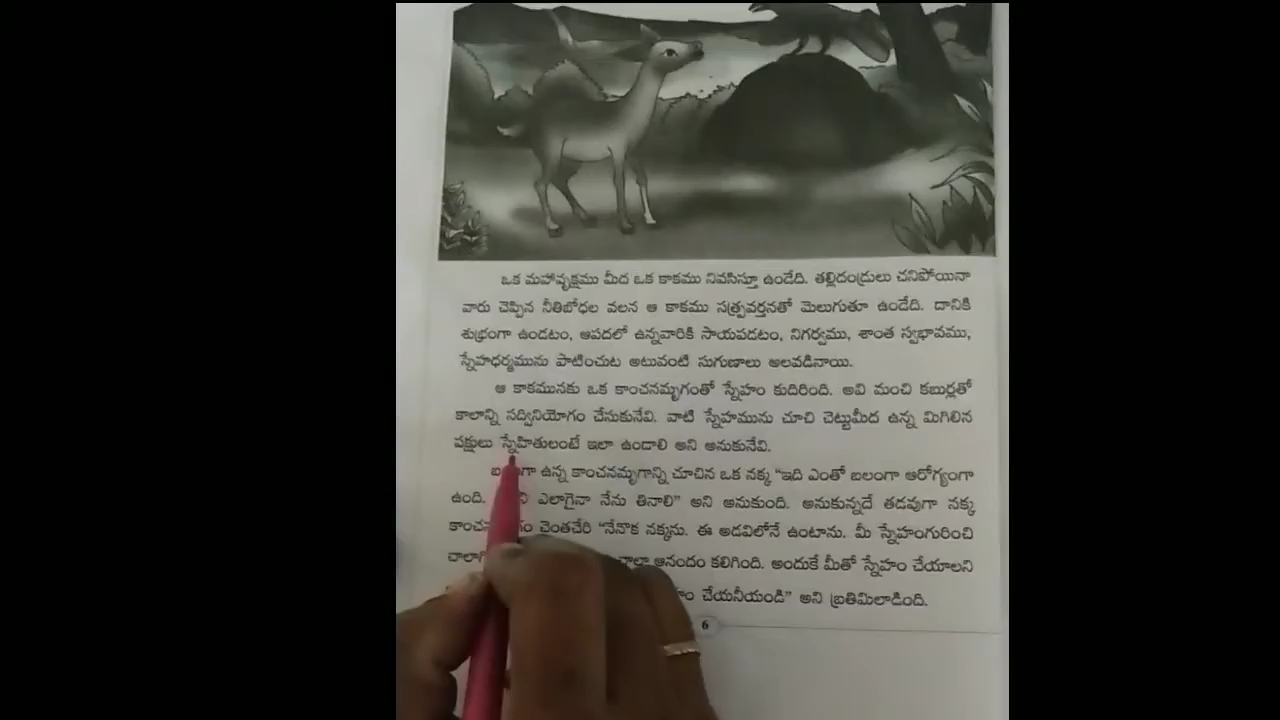 ఒక మహావృక్షము మీద ఒక కాకము నివసిస్తూ ఉండేది. తల్లిదండ్రులు చనిపోయినా
వారు చెప్పిన నీతిబోధల వలన ఆ కాకము సత్ప్రవర్తనతో మెలుగుతూ ఉండేది. దానికి
శుభ్రంగా ఉండటం, ఆపదలో ఉన్నవారికి సాయపడటం, నిగర్వము, శాంత స్వభావము,
స్నేహధర్మమును పాటించుట అటువంటి సుగుణాలు అలవడినాయి.
ఆ కాకమునకు ఒక కాంచనమృగంతో స్నేహం కుదిరింది. అవి మంచి కబుర్లతో
కాలాన్ని సద్వినియోగం చేసుకునేవి. వాటి స్నేహమును చూచి చెట్టుమీద ఉన్న మిగిలిన
పక్షులు స్నేహితులంటే ఇలా ఉండాలి అని అనుకునేవి.
ఉన్న కాంచనమృగాన్ని చూచిన ఒక నక్క "ఇది ఎంతో బలంగా ఆరోగ్యంగా
ఉంది. ఎలాగైనా నేను తినాలి" అని అనుకుంది. అనుకున్నదే తడవుగా నక్క
చెంతచేరి "నేనొక నక్కను. ఈ అడవిలోనే ఉంటాను. మీ స్నేహంగురించి
చాలా ఆనందం కలిగింది. అందుకే మీతో స్నేహం చేయాలని
చేయనీయండి" అని బ్రతిమిలాడింది.
6